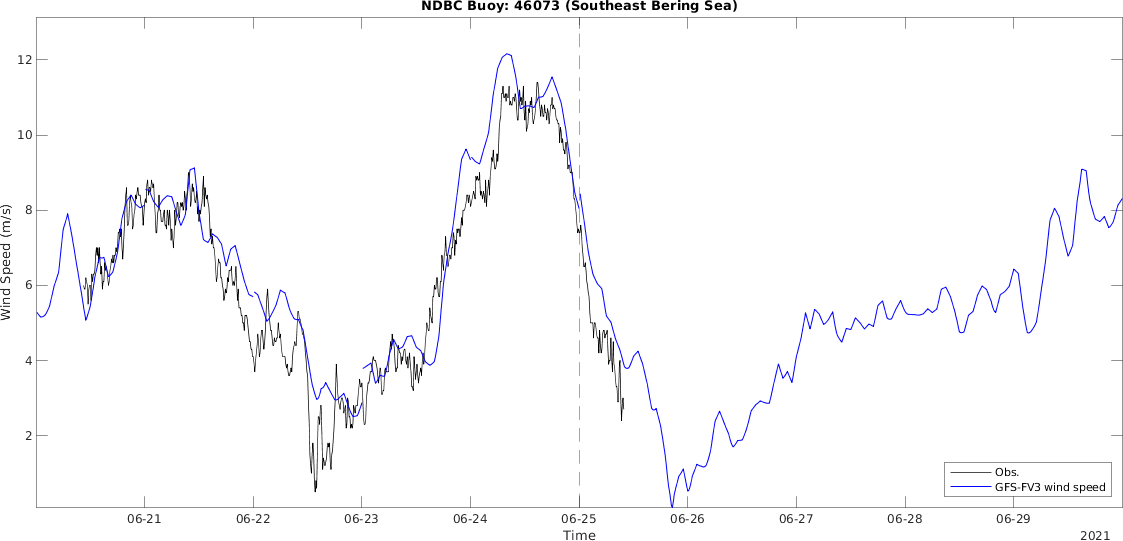 NDBC Buoy: 46073 (Southeast Bering Sea)
Wind Speed (m/s)
12
10
8
6
4
2
Obs.
GFS-FV3 wind speed
06-21 06-22 06-23 06-24 06-25 06-26 06-27 06-28 06-29
Time
2021